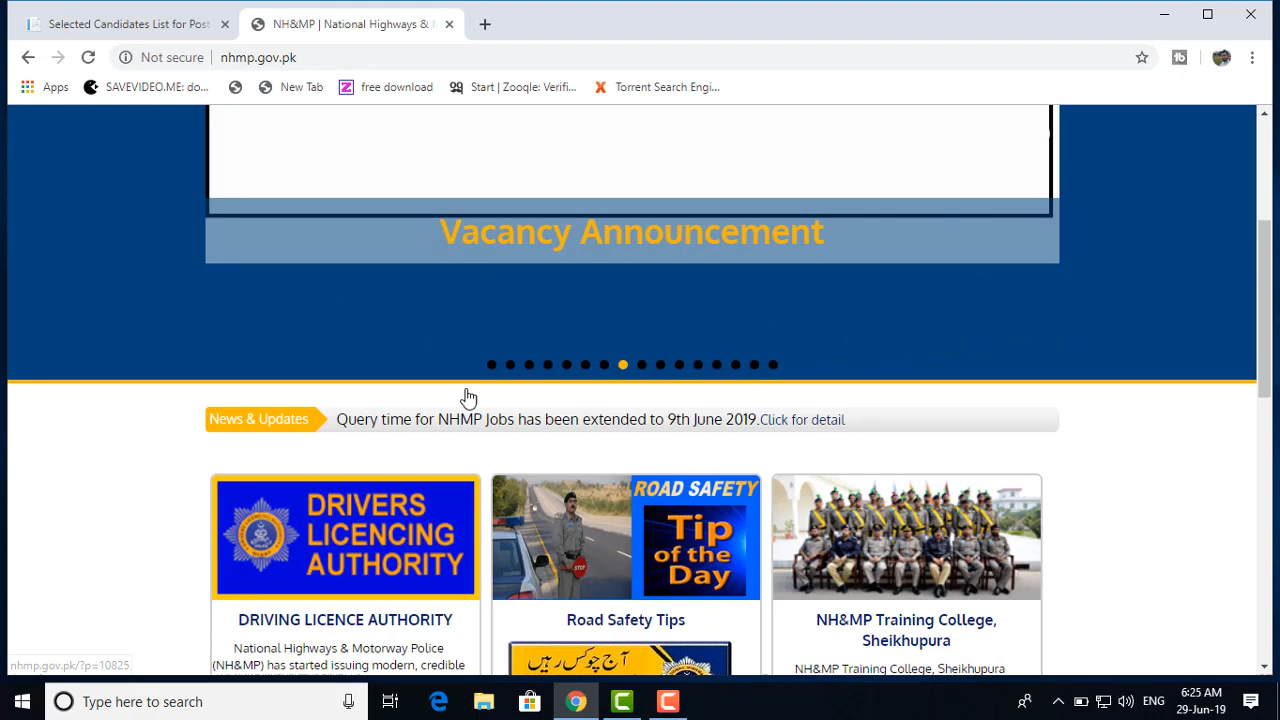 Selected Candidates List for Post
NH&MP | National Highways &
Not secure | nhmp.gov.pk
Apps
SAVEVIDEO.ME: do...
New Tab
free download
Start | Zooqle: Verifi...
Torrent Search Engi...
Vacancy Announcement
News & Updates
Query time for NHMP Jobs has been extended to 9th June 2019.Click for detail
DRIVERS
LICENCING
AUTHORITY
ROAD SAFETY
Tip
of the
Day
STOP
DRIVING LICENCE AUTHORITY
Road Safety Tips
NH&MP Training College,
Sheikhupura
National Highways & Motorway Police
(NH&MP) has started issuing modern, credible
آج چوکس رہیں
NH&MP Training College, Sheikhupura
nhmp.gov.pk/?p=10825
Type here to search
ENG
6:25 AM
29-Jun-19